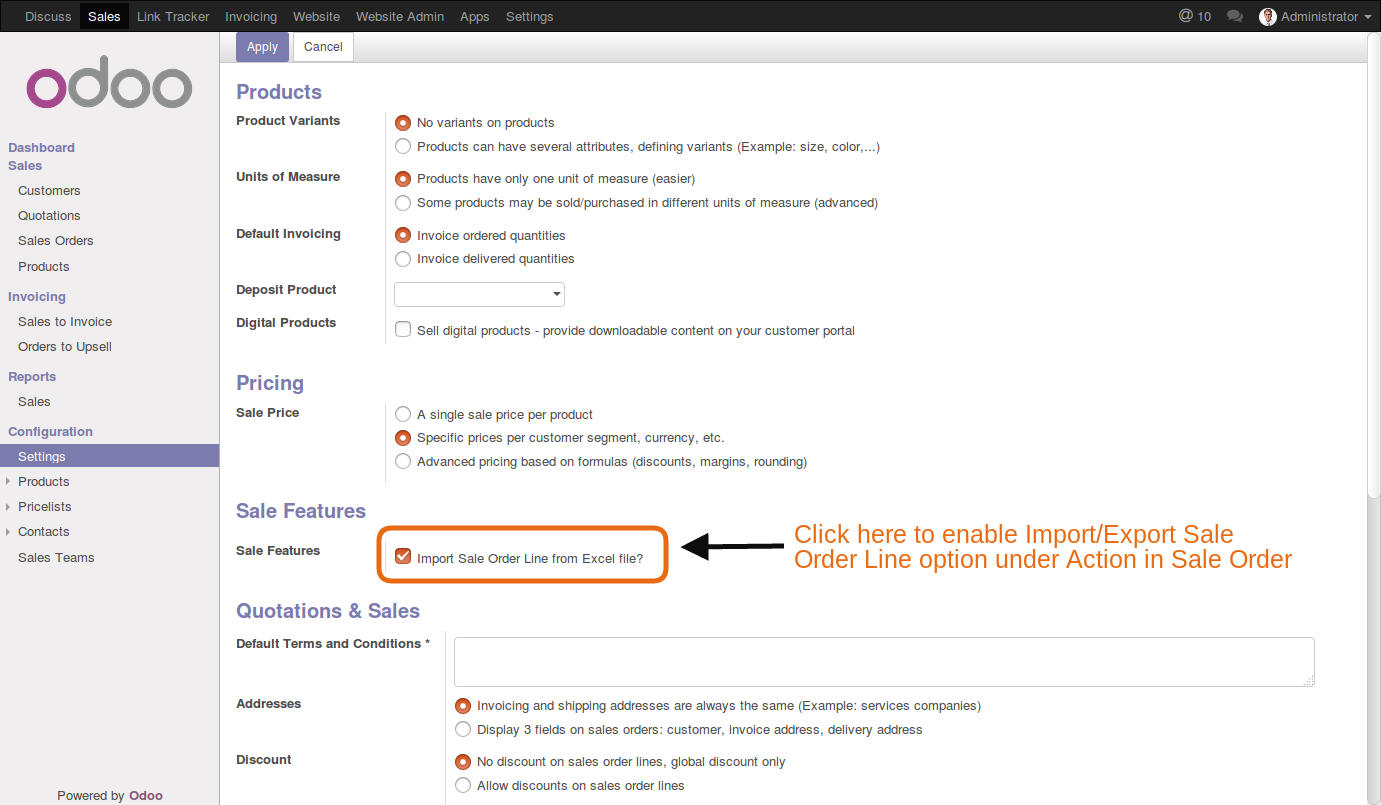 Discuss Sales Link Tracker Invoicing Website Website Admin Apps Settings @ 10 Administrator
Apply Cancel
odoo
Dashboard
Sales
Customers
Quotations
Sales Orders
Products
Invoicing
Sales to Invoice
Orders to Upsell
Reports
Sales
Configuration
Settings
Products
Pricelists
Contacts
Sales Teams
Powered by Odoo
Products
Product Variants
No variants on products
Products can have several attributes, defining variants (Example: size, color,...)
Units of Measure
Products have only one unit of measure (easier)
Some products may be sold/purchased in different units of measure (advanced)
Default Invoicing
Invoice ordered quantities
Invoice delivered quantities
Deposit Product
Digital Products
Sell digital products - provide downloadable content on your customer portal
Pricing
Sale Price
A single sale price per product
Specific prices per customer segment, currency, etc.
Advanced pricing based on formulas (discounts, margins, rounding)
Sale Features
Sale Features
Import Sale Order Line from Excel file?
Click here to enable Import/Export Sale
Order Line option under Action in Sale Order
Quotations & Sales
Default Terms and Conditions *
Addresses
Invoicing and shipping addresses are always the same (Example: services companies)
Display 3 fields on sales orders: customer, invoice address, delivery address
Discount
No discount on sales order lines, global discount only
Allow discounts on sales order lines